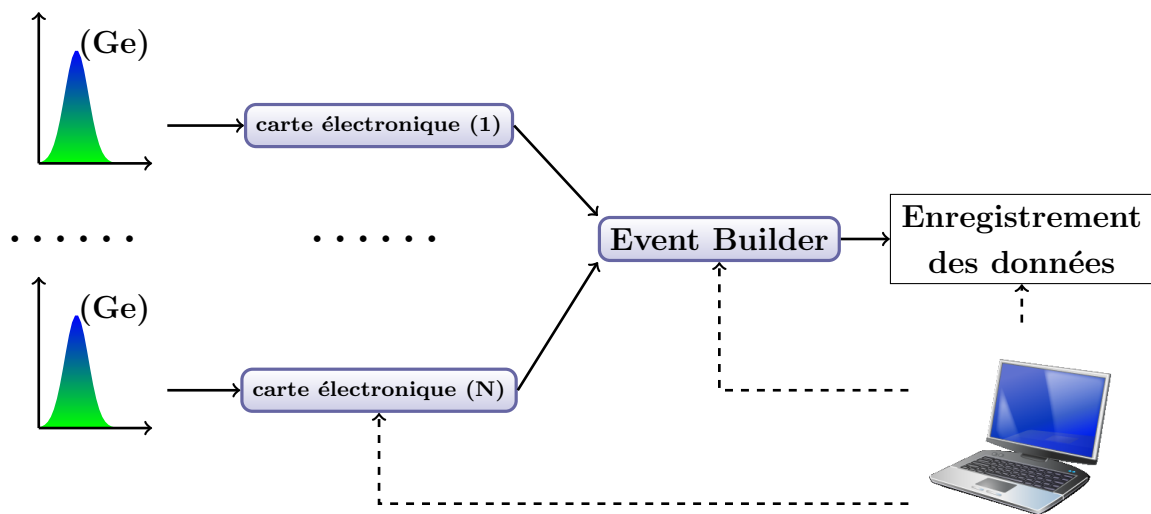 (Ge)
carte électronique (1)
Event Builder
Enregistrement
des données
(Ge)
carte électronique (N)